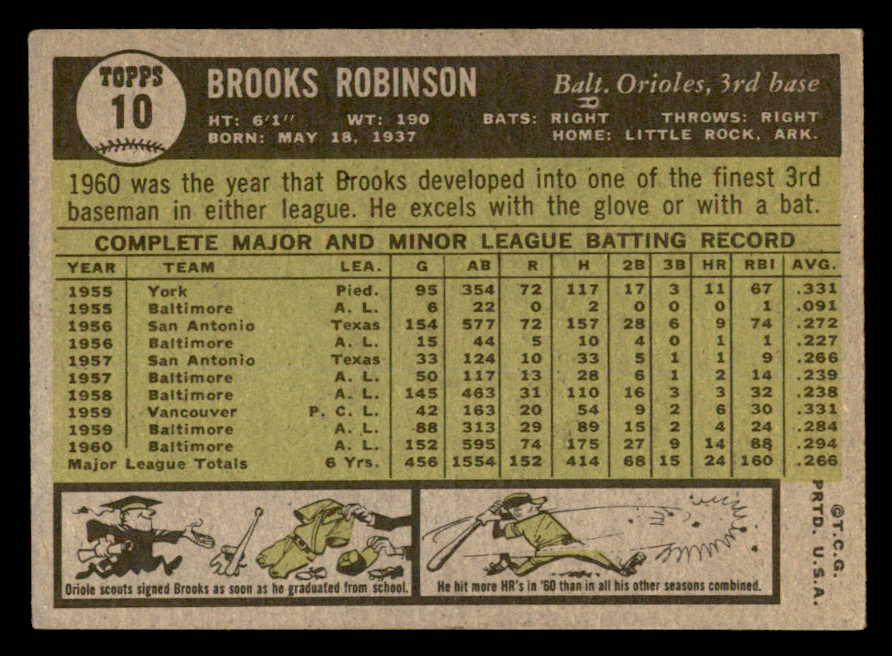 TOPPS
10
BROOKS ROBINSON
Balt. Orioles, 3rd base
HT: 6'1" WT: 190 BATS: RIGHT THROWS: RIGHT
BORN: MAY 18, 1937 HOME: LITTLE ROCK, ARK.
1960 was the year that Brooks developed into one of the finest 3rd
baseman in either league. He excels with the glove or with a bat.
COMPLETE MAJOR AND MINOR LEAGUE BATTING RECORD
YEAR TEAM LEA. G AB R H 2B 3B HR RBI AVG.
1955 York Pied. 95 354 72 117 17 3 11 67 .331
1955 Baltimore A. L. 6 22 0 2 0 0 0 1 .091
1956 San Antonio Texas 154 577 72 157 28 6 9 74 .272
1956 Baltimore A. L. 15 44 5 10 4 0 1 1 .227
1957 San Antonio Texas 33 124 10 33 5 1 1 9 .266
1957 Baltimore A. L. 50 117 13 28 6 1 2 14 .239
1958 Baltimore A. L. 145 463 31 110 16 3 3 32 .238
1959 Vancouver P. C. L. 42 163 20 54 9 2 6 30 .331
1959 Baltimore A. L. 88 313 29 89 15 2 4 24 .284
1960 Baltimore A. L. 152 595 74 175 27 9 14 88 .294
Major League Totals 6 Yrs. 456 1554 152 414 68 15 24 160 .266
Oriole scouts signed Brooks as soon as he graduated from school.
He hit more HR's in '60 than in all his other seasons combined.
©T.C.G.
PRTD. U.S.A.